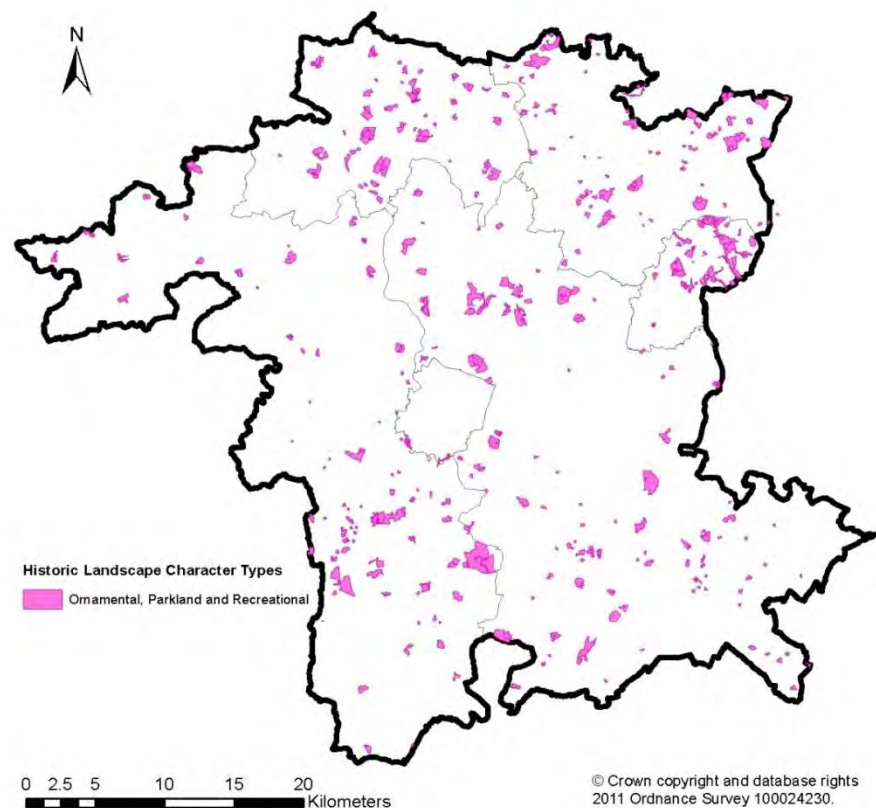 N
Historic Landscape Character Types
Ornamental, Parkland and Recreational
0 2.5 5 10 15 20
Kilometers
© Crown copyright and database rights
2011 Ordnance Survey 100024230.